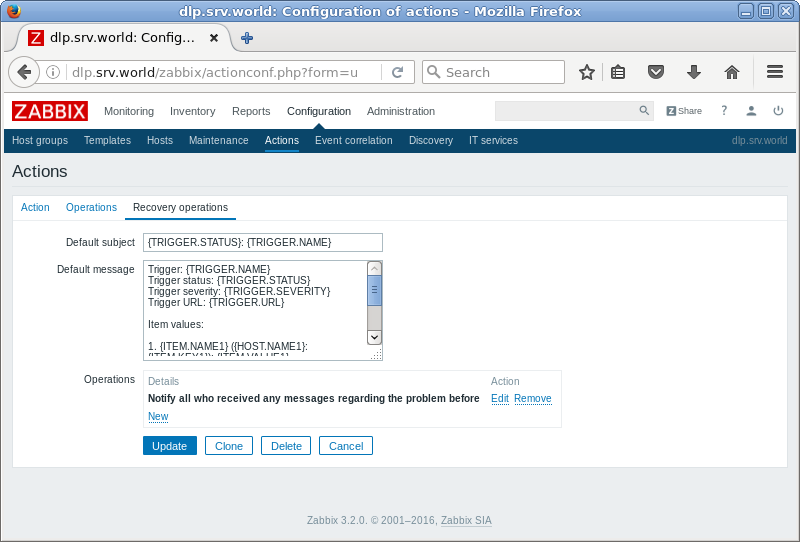 dlp.srv.world: Configuration of actions - Mozilla Firefox
Z dlp.srv.world: Config...
dlp.srv.world/zabbix/actionconf.php?form=u
Search
ZABBIX Monitoring Inventory Reports Configuration Administration Z Share ?
Host groups Templates Hosts Maintenance Actions Event correlation Discovery IT services dlp.srv.world
Actions
Action Operations Recovery operations
Default subject {TRIGGER.STATUS}: {TRIGGER.NAME}
Default message Trigger: {TRIGGER.NAME}
Trigger status: {TRIGGER.STATUS}
Trigger severity: {TRIGGER.SEVERITY}
Trigger URL: {TRIGGER.URL}
Item values:
1. {ITEM.NAME1} ({HOST.NAME1}:
{ITEM.KEY1}): {ITEM.VALUE1}
Operations Details Action
Notify all who received any messages regarding the problem before Edit Remove
New
Update Clone Delete Cancel
Zabbix 3.2.0. © 2001–2016, Zabbix SIA